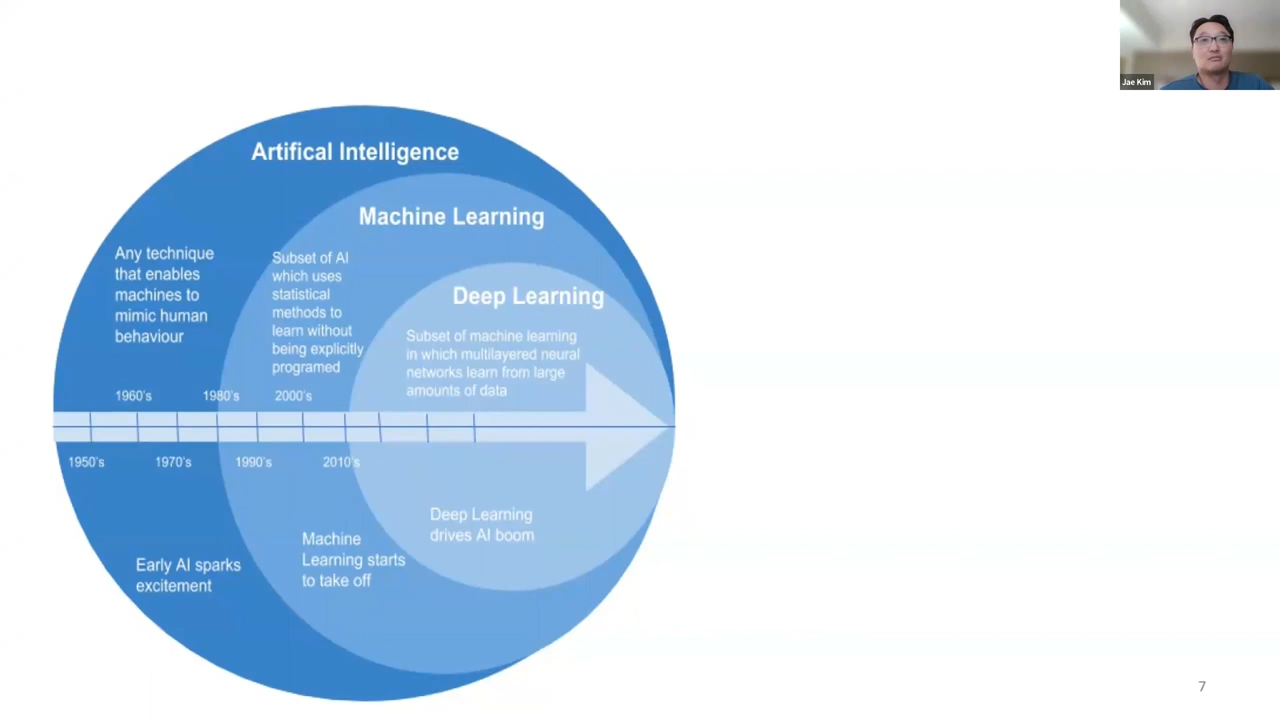 Jae Kim
Artifical Intelligence
Machine Learning
Any technique
that enables
machines to
mimic human
behaviour
Subset of AI
which uses
statistical
methods to
learn without
being explicitly
programed
Deep Learning
Subset of machine learning
in which multilayered neural
networks learn from large
amounts of data
1960's 1980's 2000's
1950's 1970's 1990's 2010's
Early AI sparks
excitement
Machine
Learning starts
to take off
Deep Learning
drives AI boom
7